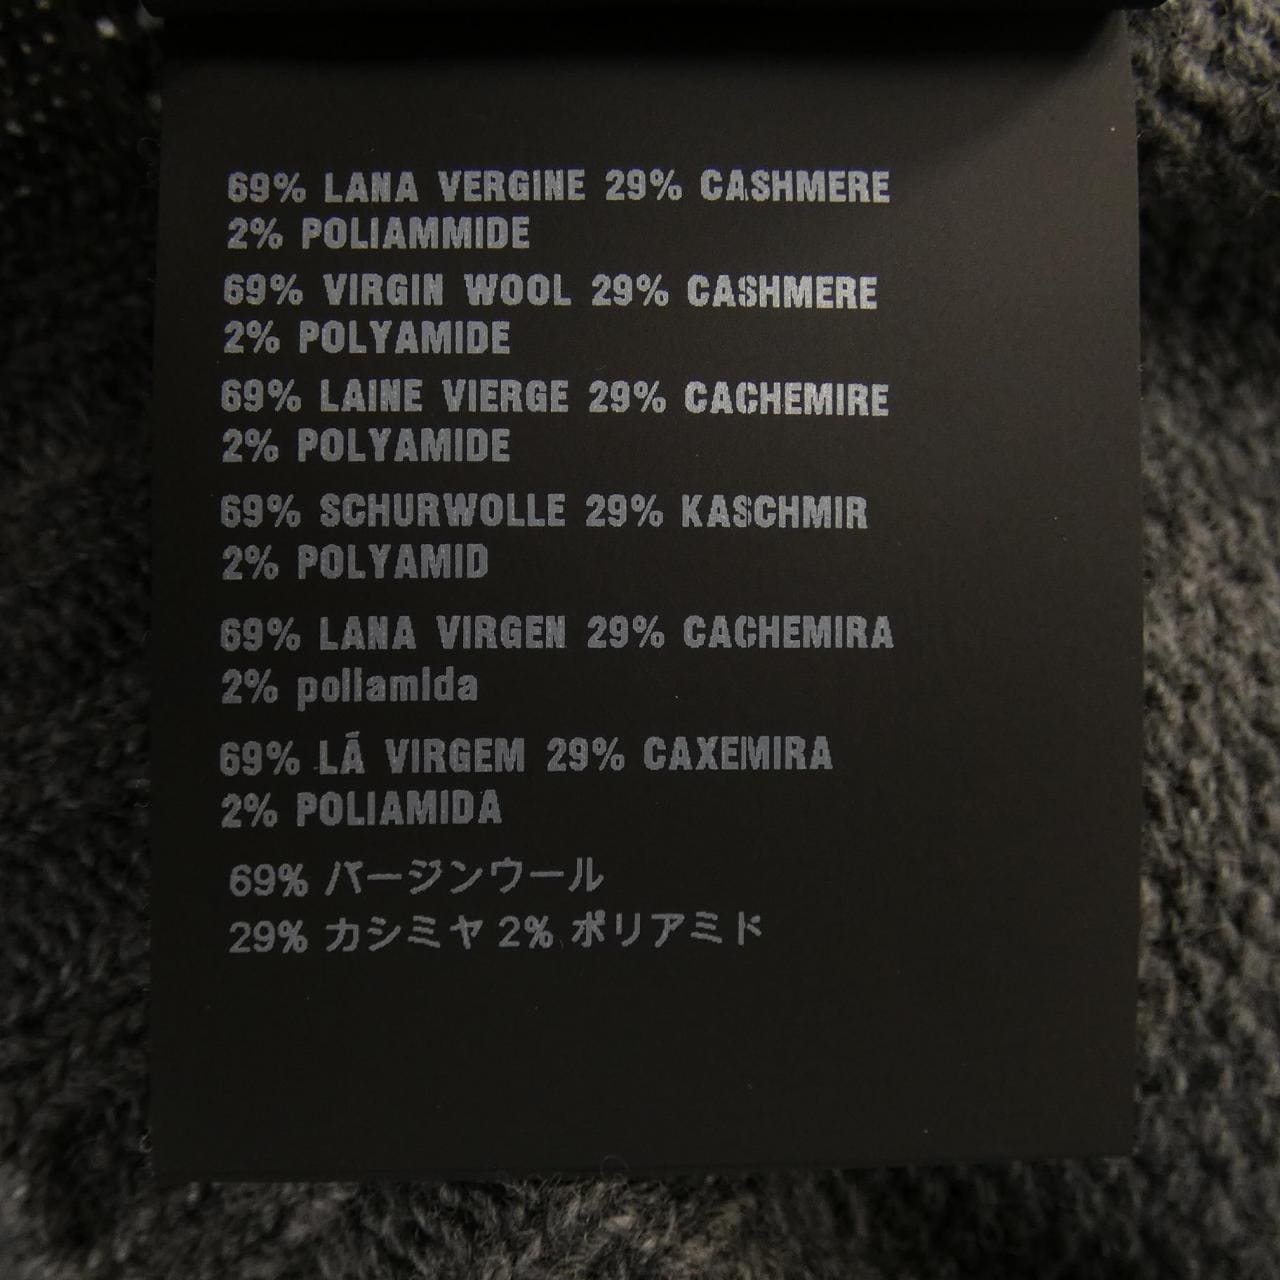 69% LANA VERGINE 29% CASHMERE
2% POLIAMMIDE
69% VIRGIN WOOL 29% CASHMERE
2% POLYAMIDE
69% LAINE VIERGE 29% CACHEMIRE
2% POLYAMIDE
69% SCHURWOLLE 29% KASCHMIR
2% POLYAMID
69% LANA VIRGEN 29% CACHEMIRA
2% poliamida
69% LÃ VIRGEM 29% CAXEMIRA
2% POLIAMIDA
69% バージンウール
29% カシミヤ 2% ポリアミド